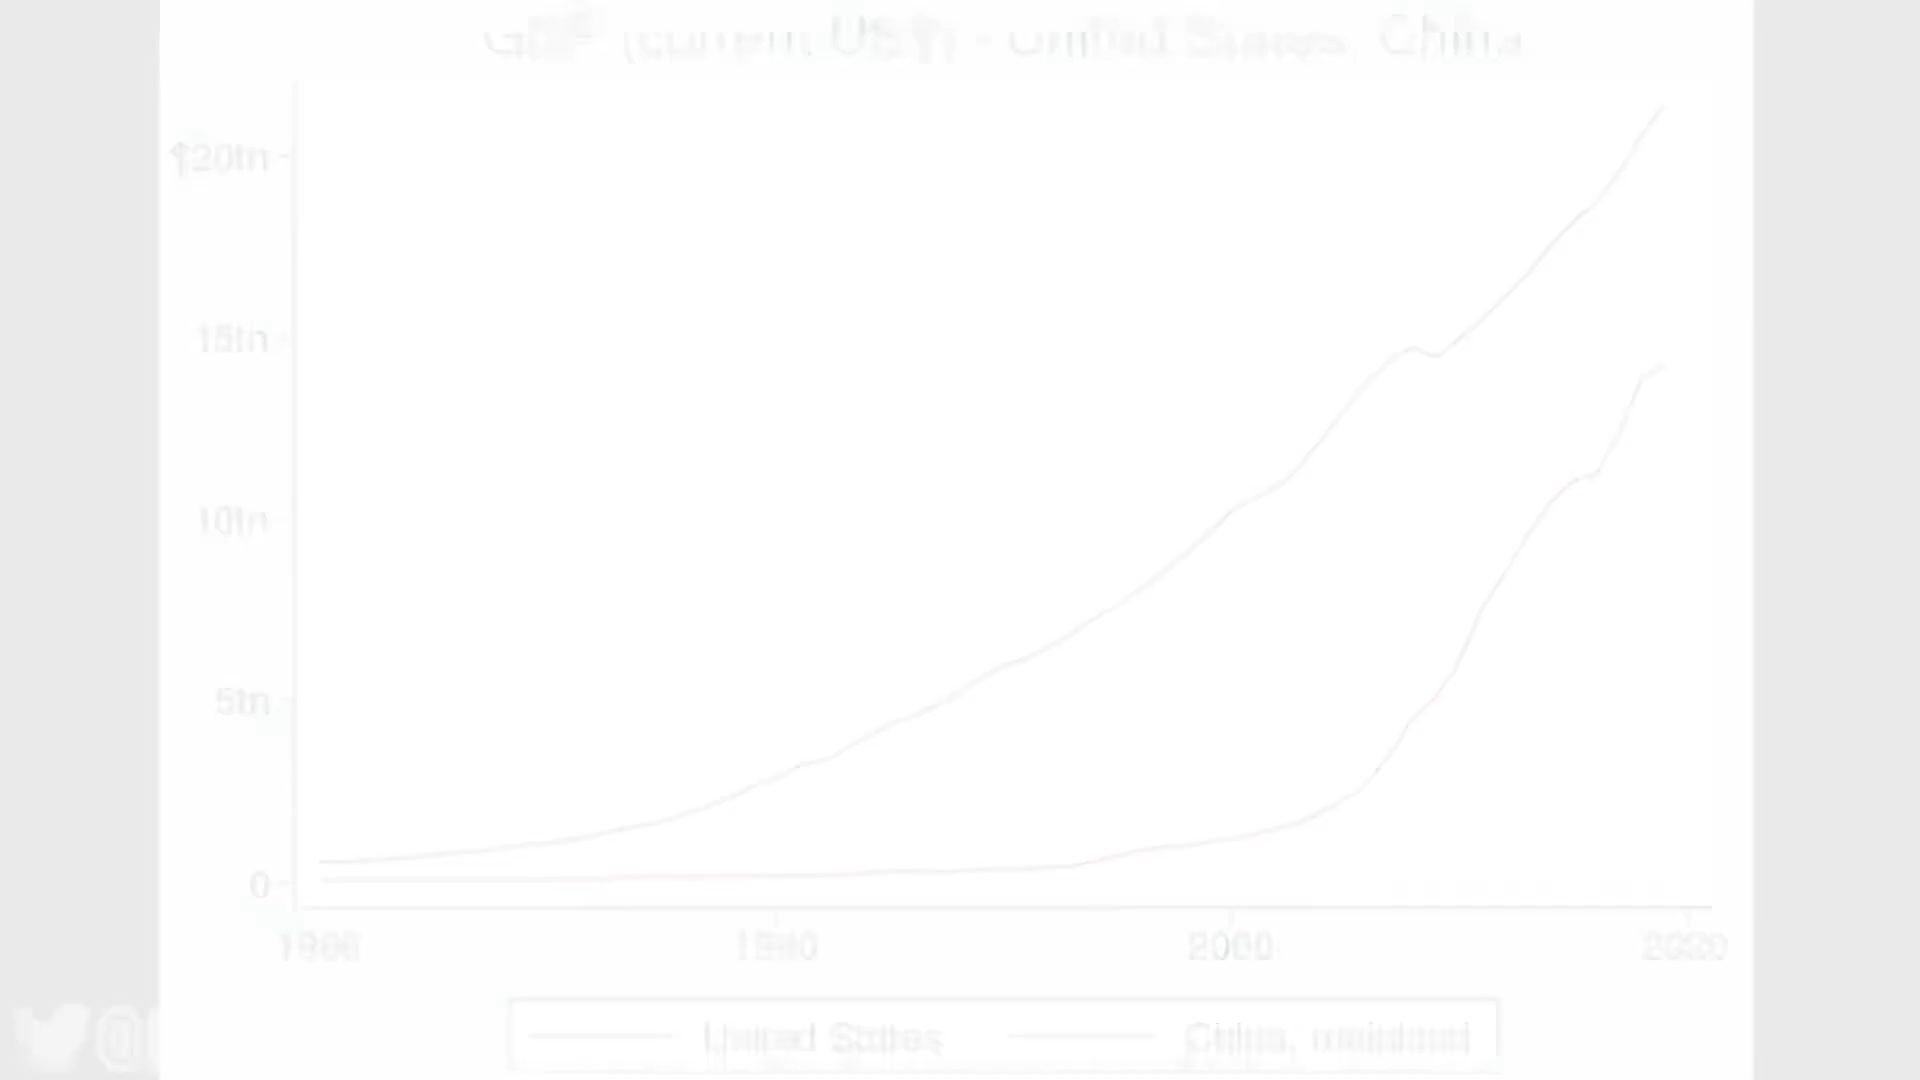 GDP (current US$) - United States, China
$20tn
15tn
10tn
5tn
0
1980
2000
2020
United States
China, mainland
@